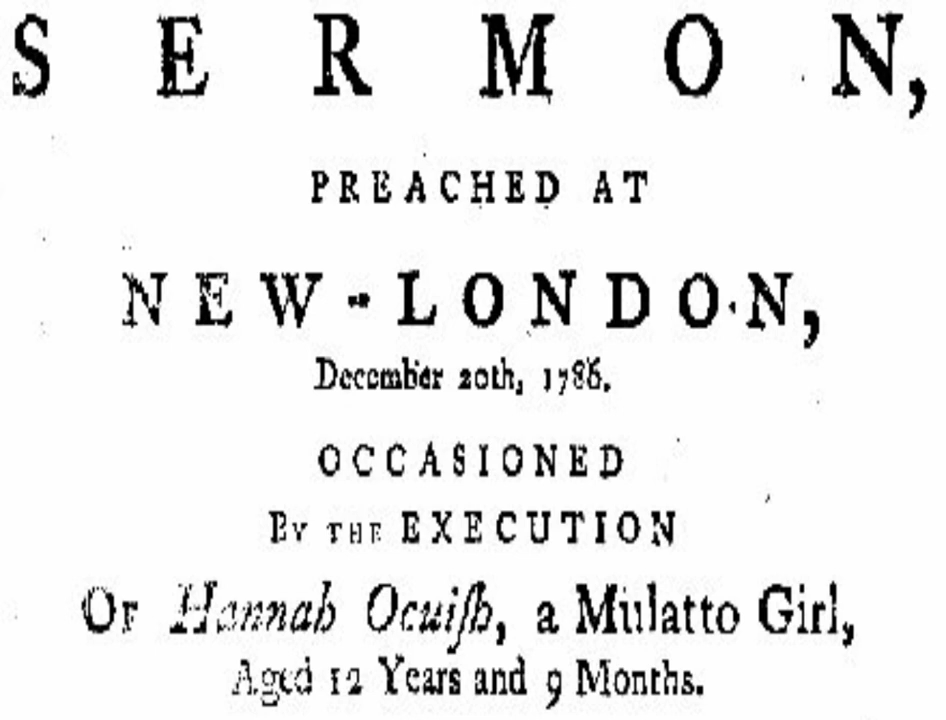 SERMON,
PREACHED AT
NEW-LONDON,
December 20th, 1786.
OCCASIONED
BY THE EXECUTION
OF Hannah Ocuiſh, a Mulatto Girl,
Aged 12 Years and 9 Months.